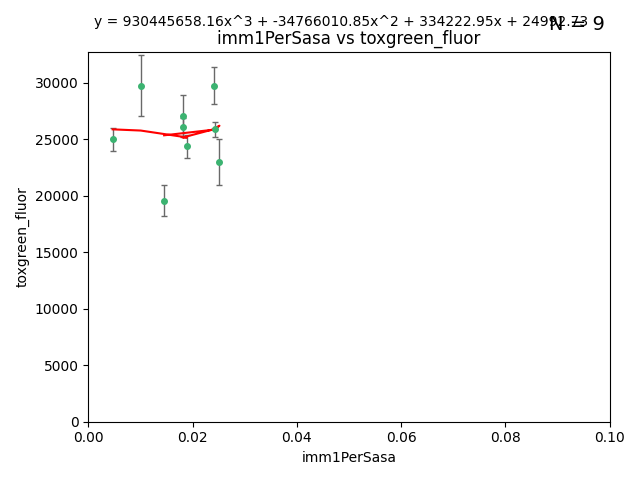 y = 930445658.16x^3 + -34766010.85x^2 + 334222.95x + 24992.73
N = 9
imm1PerSasa vs toxgreen_fluor
30000
25000
20000
15000
10000
5000
0
toxgreen_fluor
0.00 0.02 0.04 0.06 0.08 0.10
imm1PerSasa